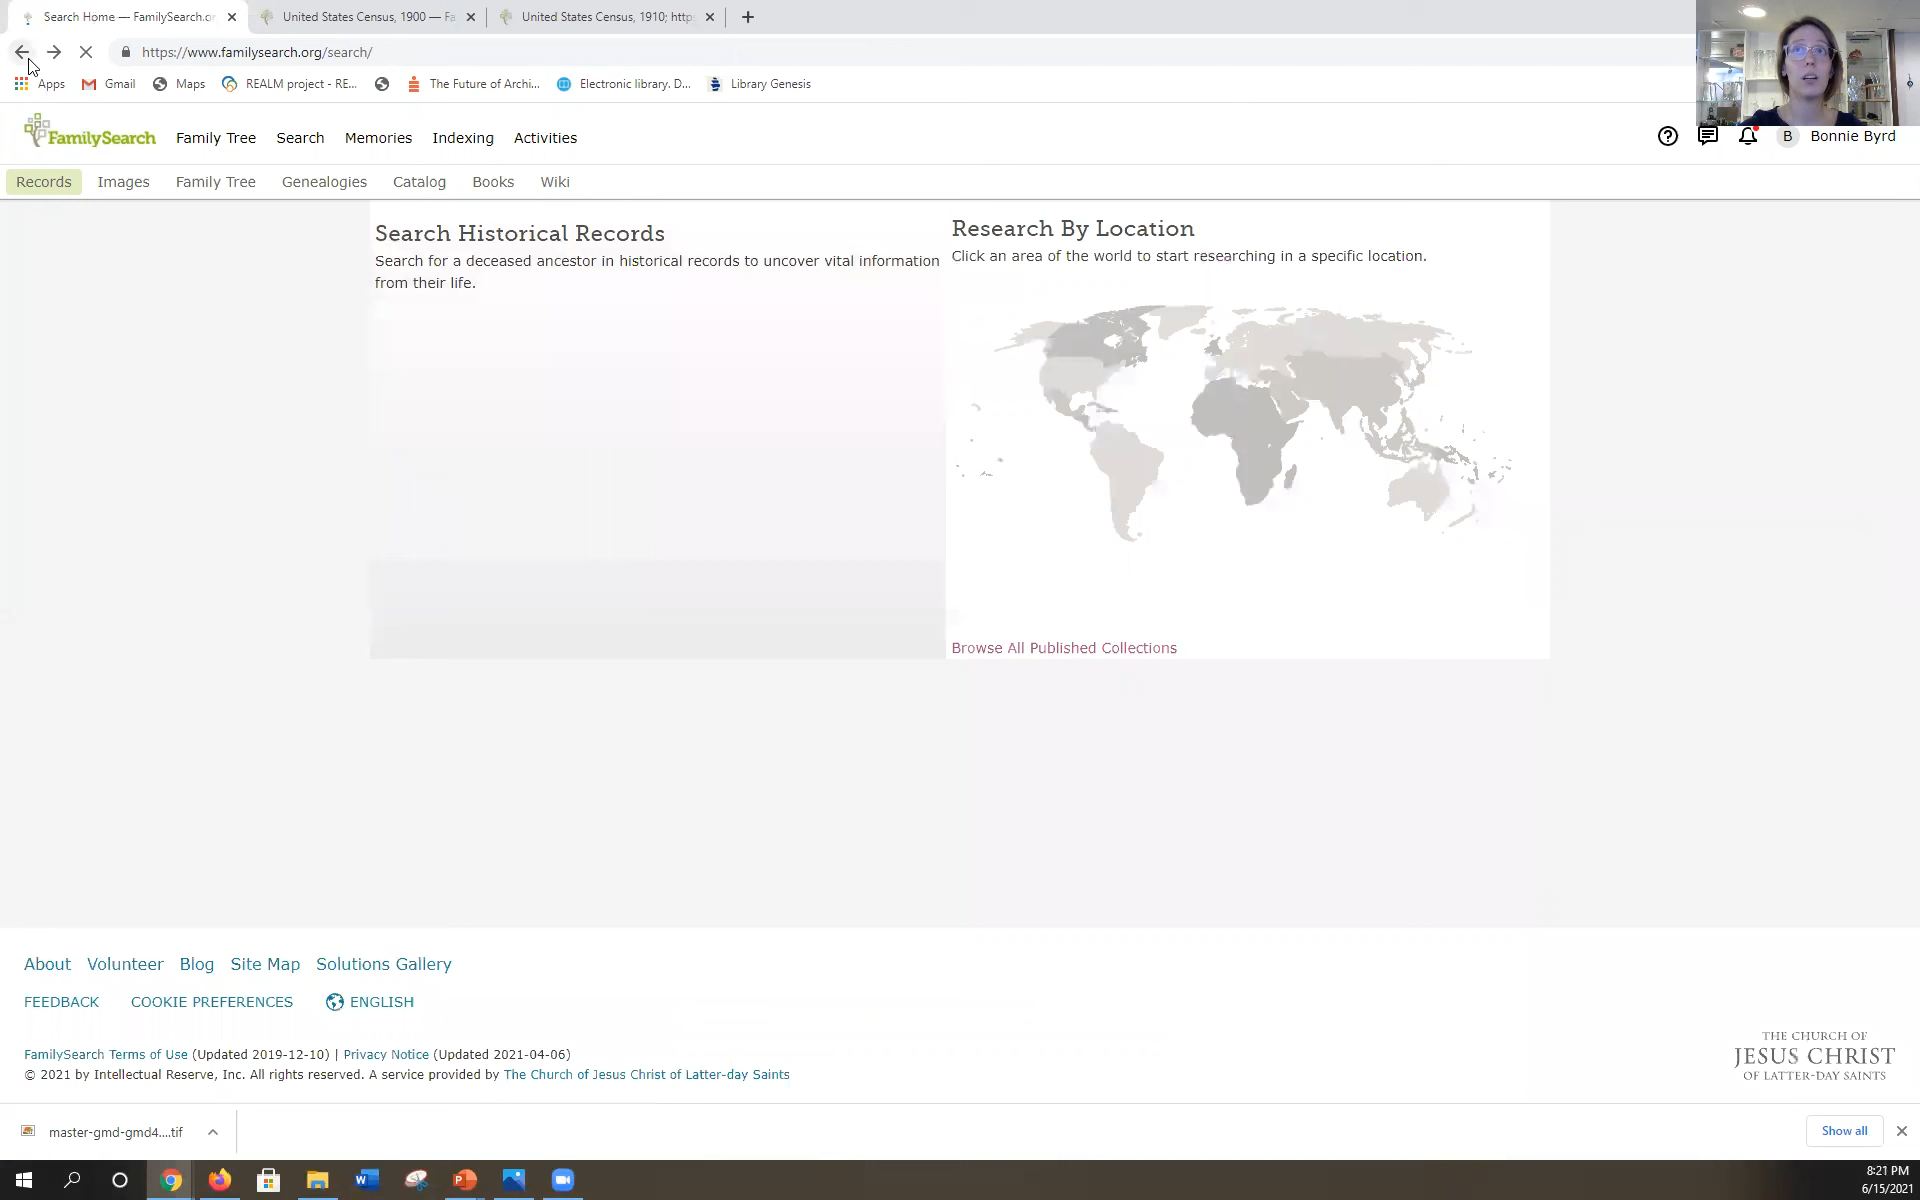 Search Home — FamilySearch.or
United States Census, 1900 — Fa
United States Census, 1910; http
https://www.familysearch.org/search/
Apps Gmail Maps REALM project - RE... The Future of Archi... Electronic library. D... Library Genesis
FamilySearch Family Tree Search Memories Indexing Activities
B Bonnie Byrd
Records Images Family Tree Genealogies Catalog Books Wiki
Search Historical Records
Search for a deceased ancestor in historical records to uncover vital information
from their life.
Research By Location
Click an area of the world to start researching in a specific location.
Browse All Published Collections
About Volunteer Blog Site Map Solutions Gallery
FEEDBACK COOKIE PREFERENCES ENGLISH
FamilySearch Terms of Use (Updated 2019-12-10) | Privacy Notice (Updated 2021-04-06)
© 2021 by Intellectual Reserve, Inc. All rights reserved. A service provided by The Church of Jesus Christ of Latter-day Saints
THE CHURCH OF
JESUS CHRIST
OF LATTER-DAY SAINTS
master-gmd-gmd4....tif
Show all
8:21 PM
6/15/2021